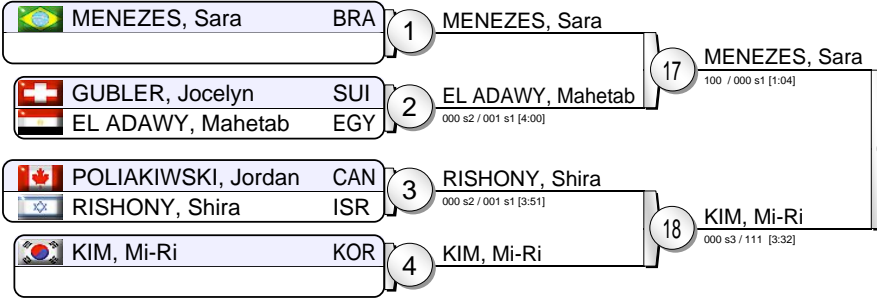 MENEZES, Sara BRA
1
MENEZES, Sara
17
MENEZES, Sara
100 / 000 s1 [1:04]
GUBLER, Jocelyn SUI
EL ADAWY, Mahetab EGY
2
EL ADAWY, Mahetab
000 s2 / 001 s1 [4:00]
POLIAKIWSKI, Jordan CAN
RISHONY, Shira ISR
3
RISHONY, Shira
000 s2 / 001 s1 [3:51]
18
KIM, Mi-Ri
000 s3 / 111 [3:32]
KIM, Mi-Ri KOR
4
KIM, Mi-Ri